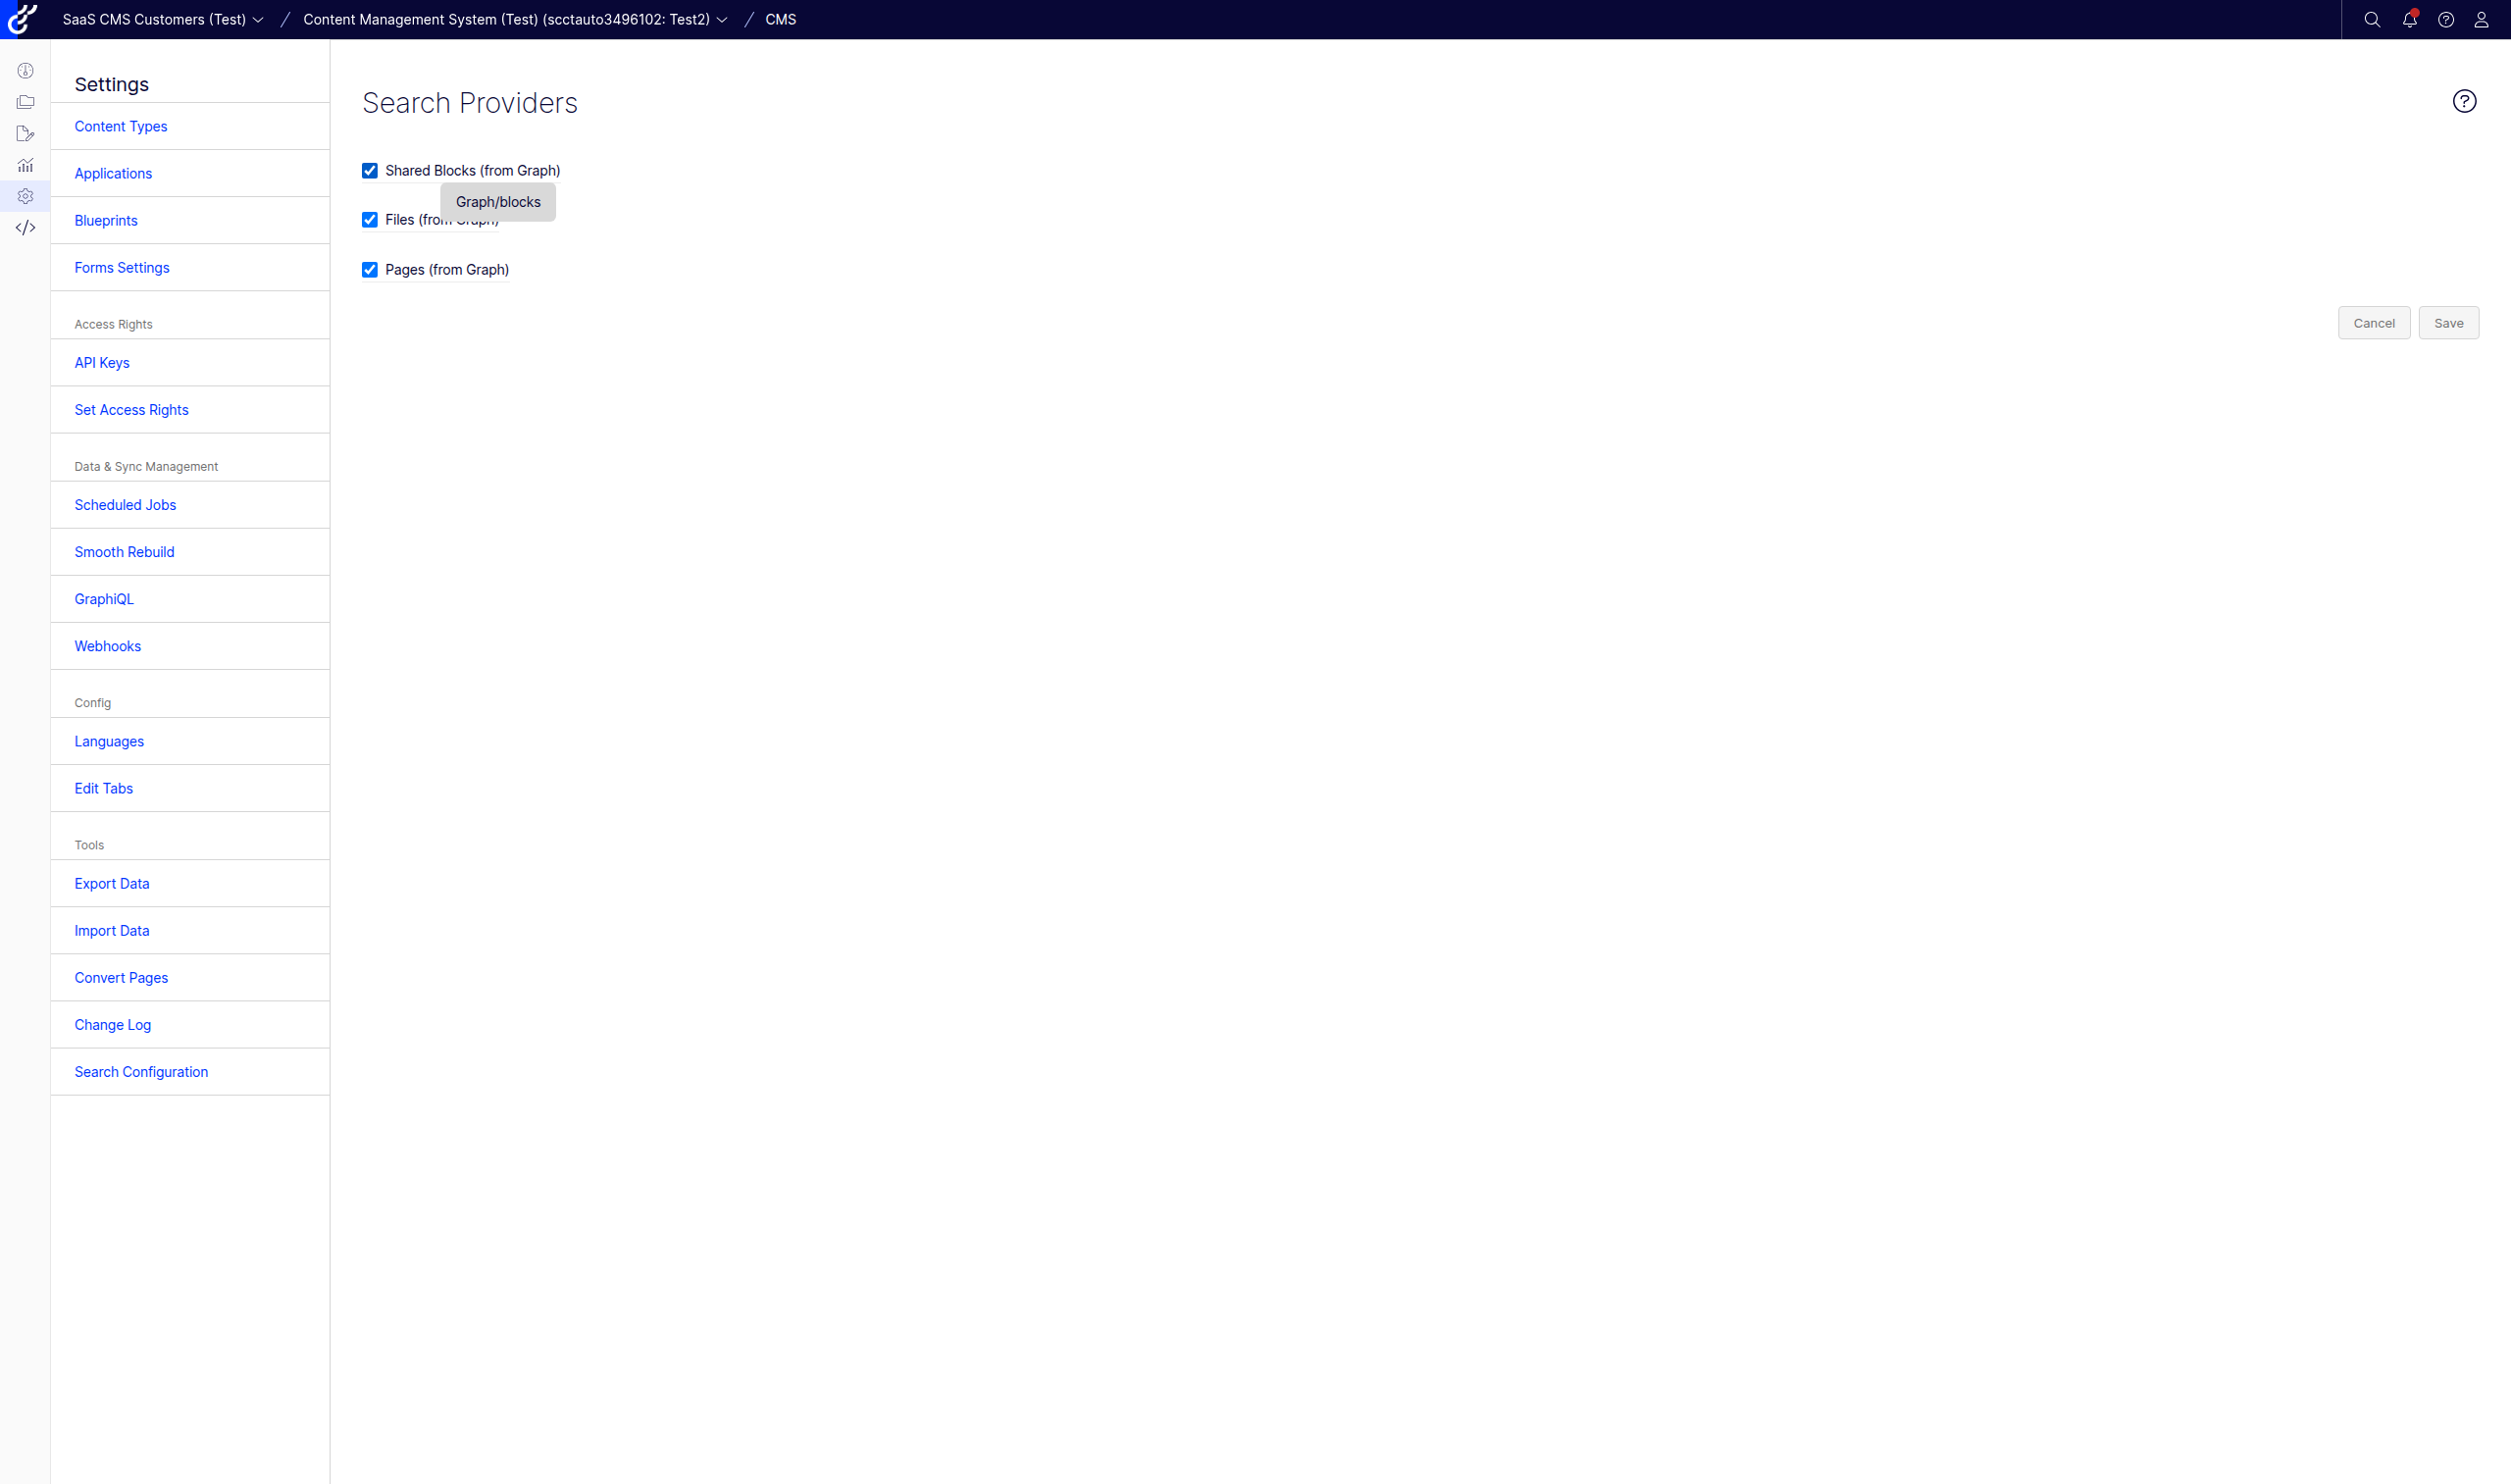 SaaS CMS Customers (Test) / Content Management System (Test) (scctauto3496102: Test2) / CMS
Settings
Content Types
Applications
Blueprints
Forms Settings
Access Rights
API Keys
Set Access Rights
Data & Sync Management
Scheduled Jobs
Smooth Rebuild
GraphiQL
Webhooks
Config
Languages
Edit Tabs
Tools
Export Data
Import Data
Convert Pages
Change Log
Search Configuration
Search Providers
Shared Blocks (from Graph)
Graph/blocks
Files (from Graph)
Pages (from Graph)
Cancel
Save